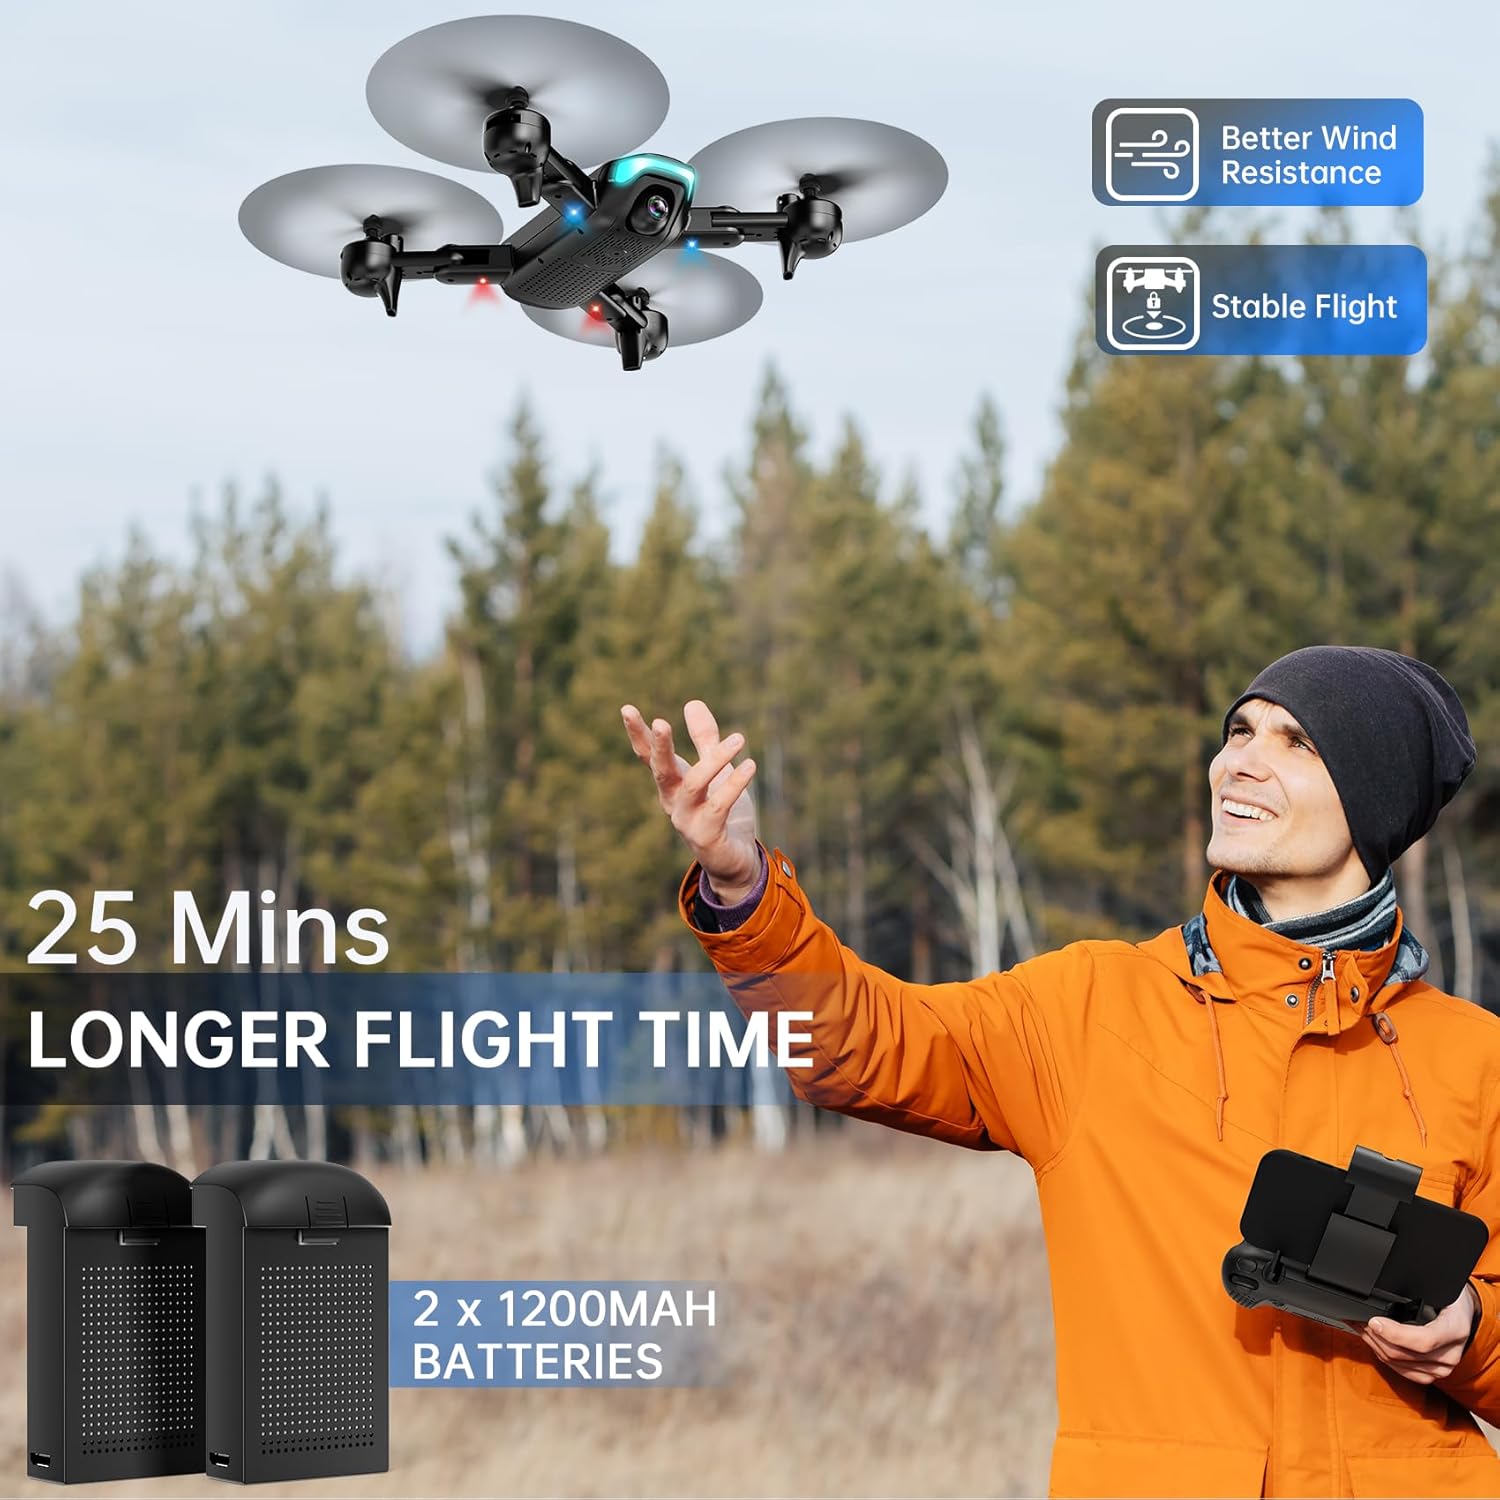 Better Wind
Resistance
Stable Flight
25 Mins
LONGER FLIGHT TIME
2 x 1200MAH
BATTERIES